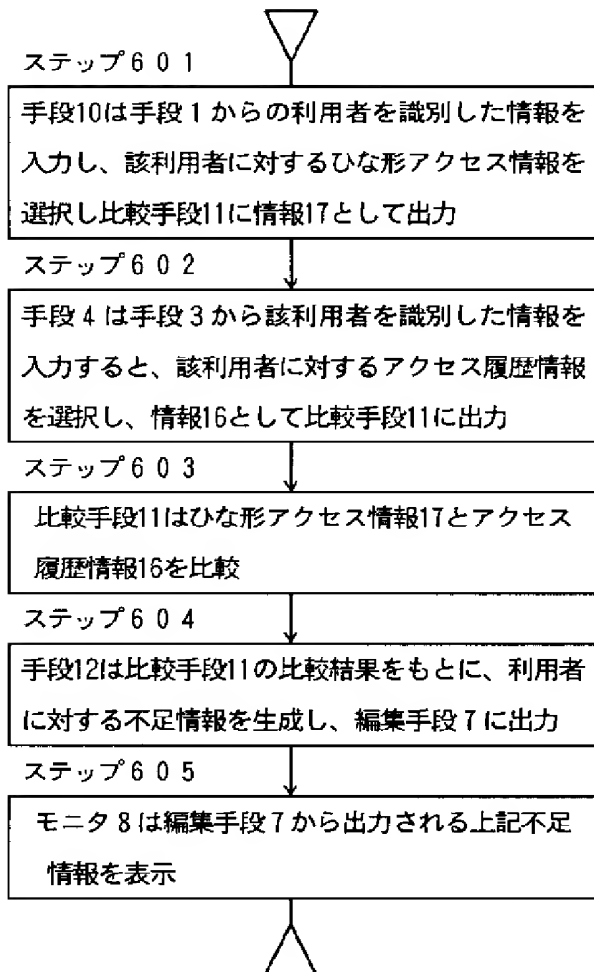 ステップ６０１
手段10は手段１からの利用者を識別した情報を
入力し、該利用者に対するひな形アクセス情報を
選択し比較手段11に情報17として出力
ステップ６０２
手段４は手段３から該利用者を識別した情報を
入力すると、該利用者に対するアクセス履歴情報
を選択し、情報16として比較手段11に出力
ステップ６０３
比較手段11はひな形アクセス情報17とアクセス
履歴情報16を比較
ステップ６０４
手段12は比較手段11の比較結果をもとに、利用者
に対する不足情報を生成し、編集手段７に出力
ステップ６０５
モニタ８は編集手段７から出力される上記不足
情報を表示